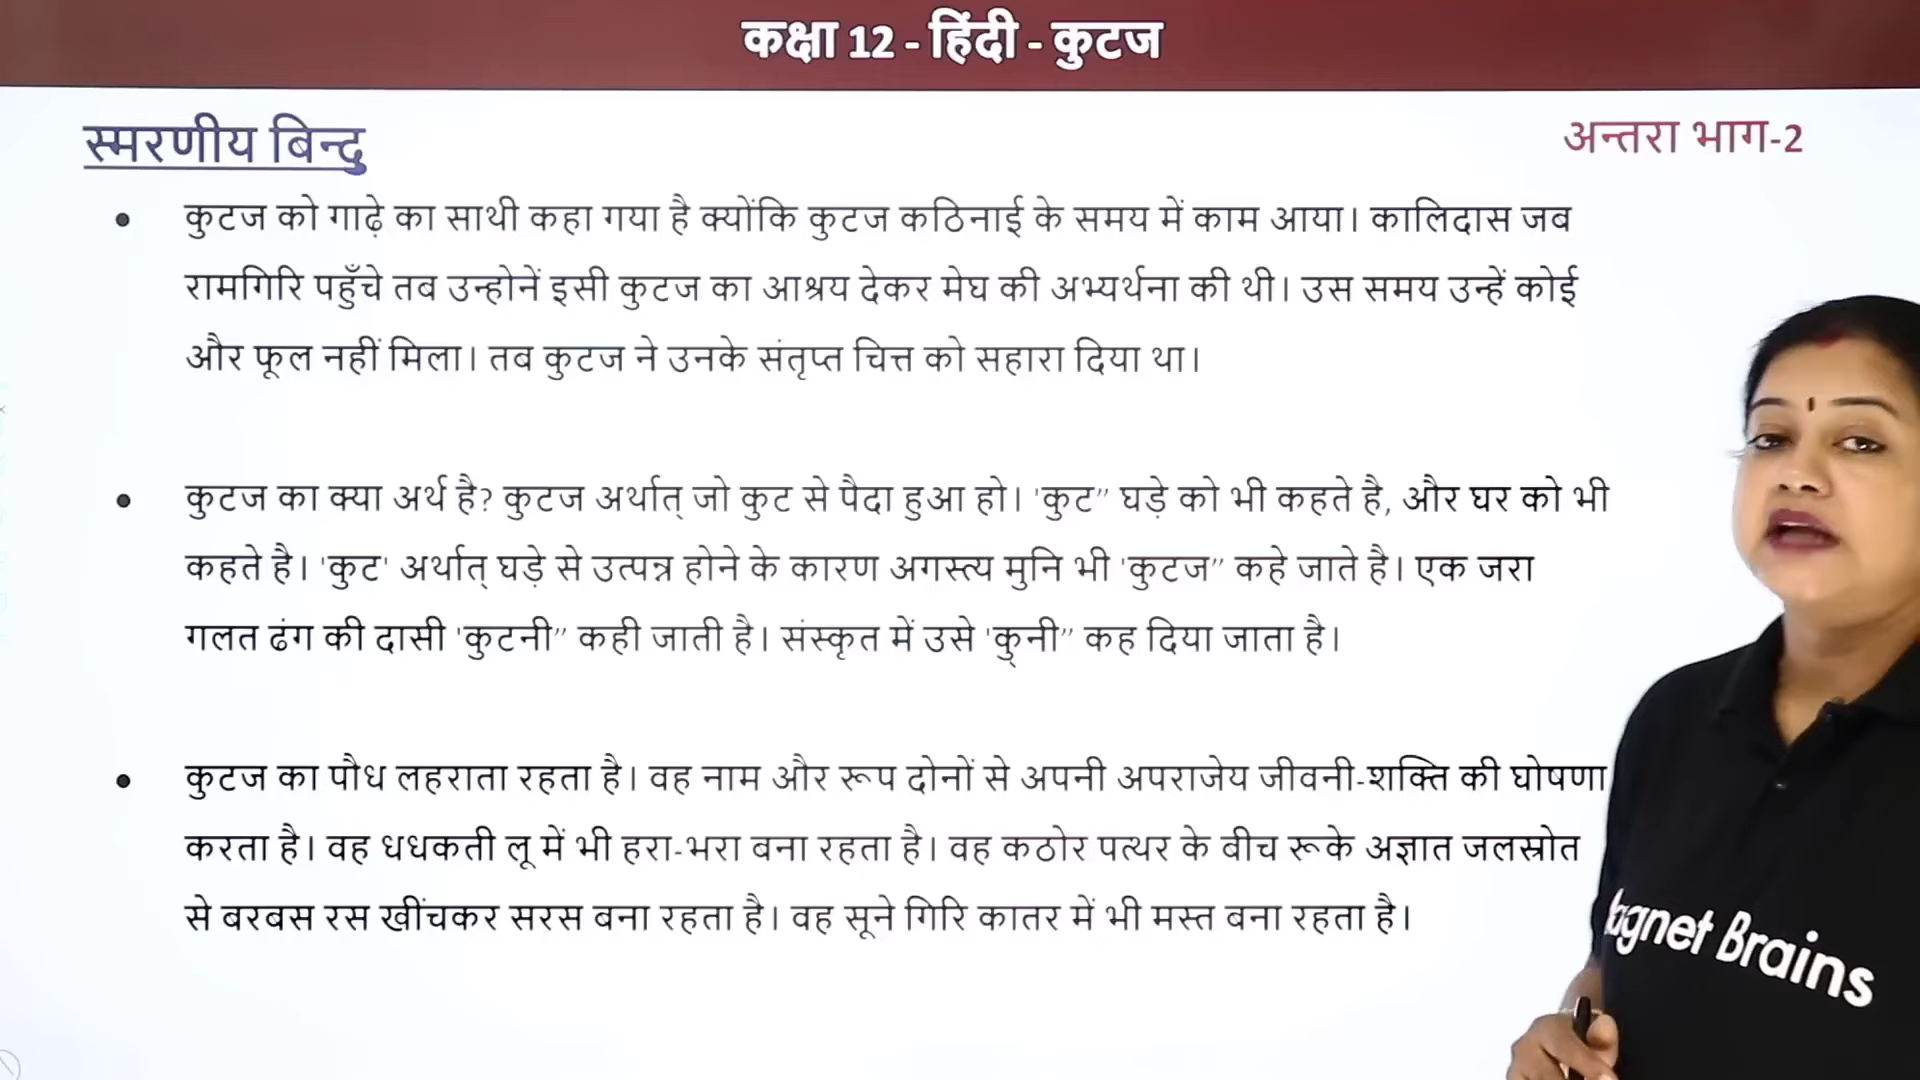 कक्षा 12 - हिंदी - कुटज
स्मरणीय बिन्दु
अन्तरा भाग-2
• कुटज को गाढ़े का साथी कहा गया है क्योंकि कुटज कठिनाई के समय में काम आया। कालिदास जब
रामगिरि पहुँचे तब उन्होनें इसी कुटज का आश्रय देकर मेघ की अभ्यर्थना की थी। उस समय उन्हें कोई
और फूल नहीं मिला। तब कुटज ने उनके संतृप्त चित्त को सहारा दिया था।
• कुटज का क्या अर्थ है? कुटज अर्थात् जो कुट से पैदा हुआ हो। 'कुट” घड़े को भी कहते है, और घर को भी
कहते है। 'कुट' अर्थात् घड़े से उत्पन्न होने के कारण अगस्त्य मुनि भी 'कुटज” कहे जाते है। एक जरा
गलत ढंग की दासी 'कुटनी” कही जाती है। संस्कृत में उसे 'कुनी” कह दिया जाता है।
• कुटज का पौध लहराता रहता है। वह नाम और रूप दोनों से अपनी अपराजेय जीवनी-शक्ति की घोषणा
करता है। वह धधकती लू में भी हरा-भरा बना रहता है। वह कठोर पत्थर के बीच रूके अज्ञात जलस्रोत
से बरबस रस खींचकर सरस बना रहता है। वह सूने गिरि कातर में भी मस्त बना रहता है।
agnet Brains